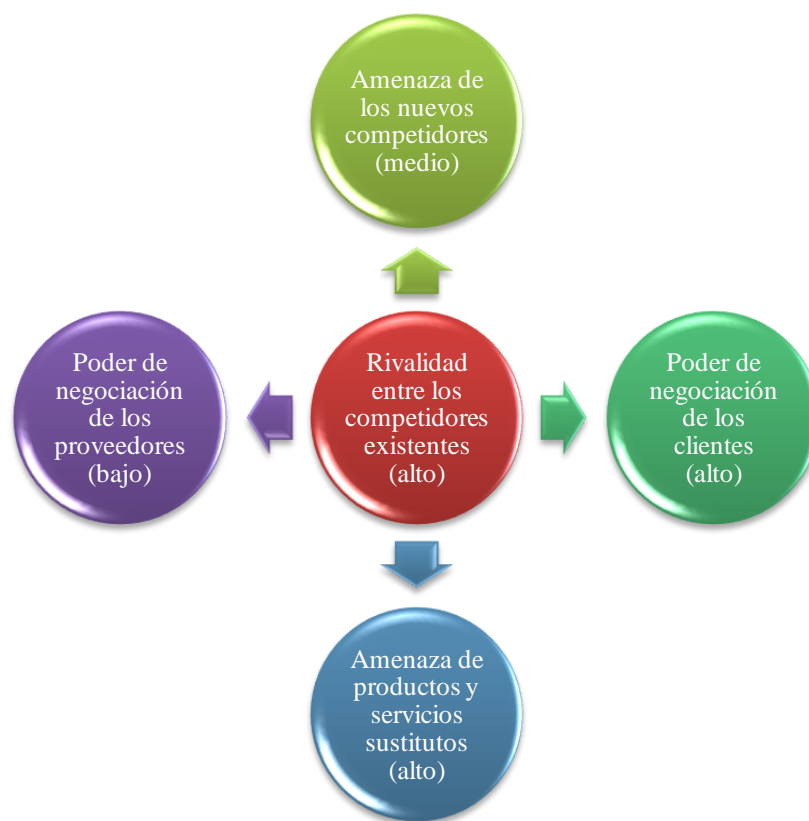 Amenaza de
los nuevos
competidores
(medio)
Poder de
negociación
de los
proveedores
(bajo)
Rivalidad
entre los
competidores
existentes
(alto)
Poder de
negociación
de los
clientes
(alto)
Amenaza de
productos y
servicios
sustitutos
(alto)